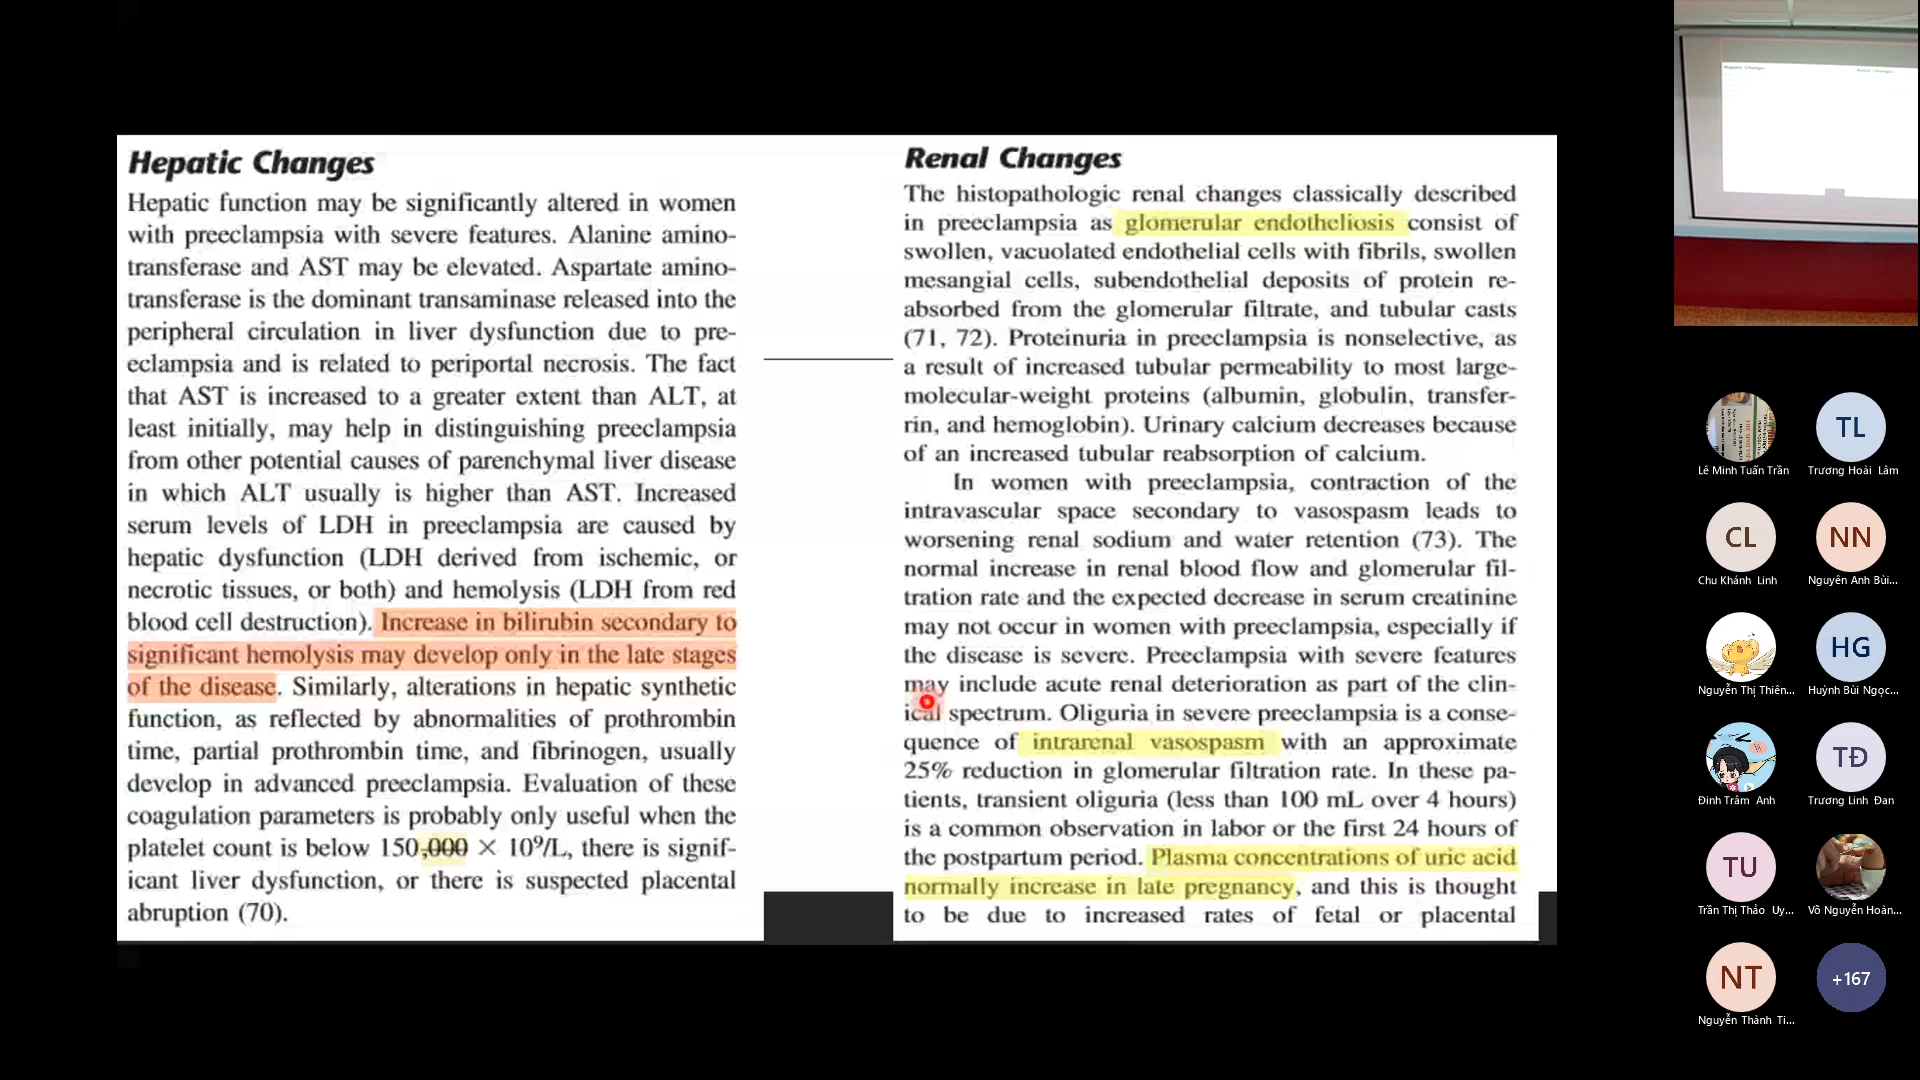 Hepatic Changes
Hepatic function may be significantly altered in women
with preeclampsia with severe features. Alanine amino-
transferase and AST may be elevated. Aspartate amino-
transferase is the dominant transaminase released into the
peripheral circulation in liver dysfunction due to pre-
eclampsia and is related to periportal necrosis. The fact
that AST is increased to a greater extent than ALT, at
least initially, may help in distinguishing preeclampsia
from other potential causes of parenchymal liver disease
in which ALT usually is higher than AST. Increased
serum levels of LDH in preeclampsia are caused by
hepatic dysfunction (LDH derived from ischemic, or
necrotic tissues, or both) and hemolysis (LDH from red
blood cell destruction). Increase in bilirubin secondary to
significant hemolysis may develop only in the late stages
of the disease. Similarly, alterations in hepatic synthetic
function, as reflected by abnormalities of prothrombin
time, partial prothrombin time, and fibrinogen, usually
develop in advanced preeclampsia. Evaluation of these
coagulation parameters is probably only useful when the
platelet count is below 150,000 × 10⁹/L, there is signif-
icant liver dysfunction, or there is suspected placental
abruption (70).
Renal Changes
The histopathologic renal changes classically described
in preeclampsia as glomerular endotheliosis consist of
swollen, vacuolated endothelial cells with fibrils, swollen
mesangial cells, subendothelial deposits of protein re-
absorbed from the glomerular filtrate, and tubular casts
(71, 72). Proteinuria in preeclampsia is nonselective, as
a result of increased tubular permeability to most large-
molecular-weight proteins (albumin, globulin, transfer-
rin, and hemoglobin). Urinary calcium decreases because
of an increased tubular reabsorption of calcium.
In women with preeclampsia, contraction of the
intravascular space secondary to vasospasm leads to
worsening renal sodium and water retention (73). The
normal increase in renal blood flow and glomerular fil-
tration rate and the expected decrease in serum creatinine
may not occur in women with preeclampsia, especially if
the disease is severe. Preeclampsia with severe features
may include acute renal deterioration as part of the clin-
ical spectrum. Oliguria in severe preeclampsia is a conse-
quence of intrarenal vasospasm with an approximate
25% reduction in glomerular filtration rate. In these pa-
tients, transient oliguria (less than 100 mL over 4 hours)
is a common observation in labor or the first 24 hours of
the postpartum period. Plasma concentrations of uric acid
normally increase in late pregnancy, and this is thought
to be due to increased rates of fetal or placental
Hepatic Changes
Renal Changes
Lê Minh Tuấn Trần
TL
Trương Hoài Lâm
CL
Chu Khánh Linh
NN
Nguyễn Anh Bùi...
Nguyễn Thị Thiên...
HG
Huỳnh Bùi Ngọc...
Đinh Trâm Anh
TĐ
Trương Linh Đan
TU
Trần Thị Thảo Uy...
Võ Nguyễn Hoàn...
NT
Nguyễn Thành Ti...
+167